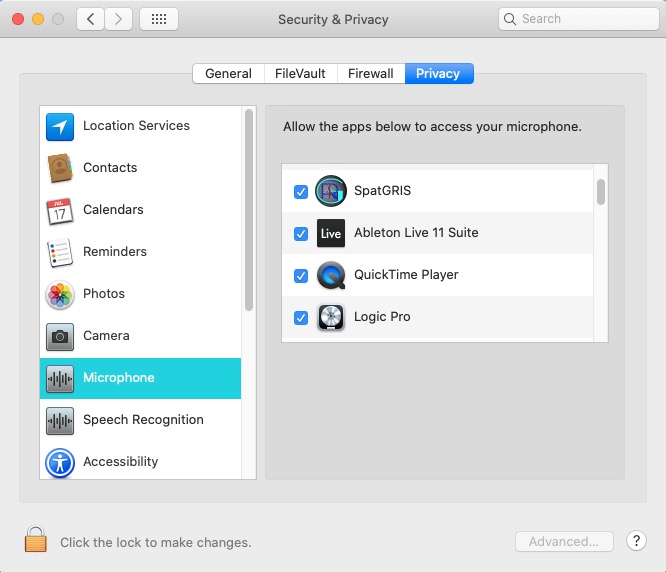 Security & Privacy
Search
General
FileVault
Firewall
Privacy
Location Services
Contacts
JUL
17
Calendars
Reminders
Photos
Camera
Microphone
Speech Recognition
Accessibility
Allow the apps below to access your microphone.
SpatGRIS
Live
Ableton Live 11 Suite
QuickTime Player
Logic Pro
Click the lock to make changes.
Advanced...
?